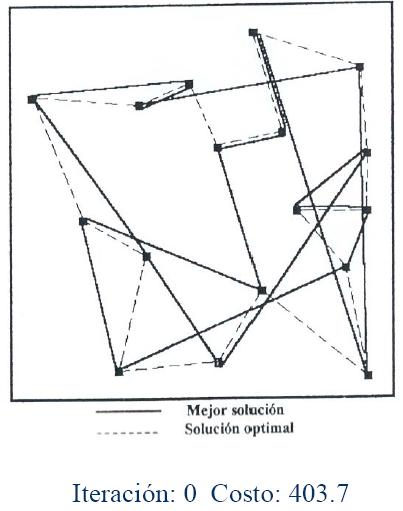 Mejor solución
Solución optimal
Iteración: 0 Costo: 403.7